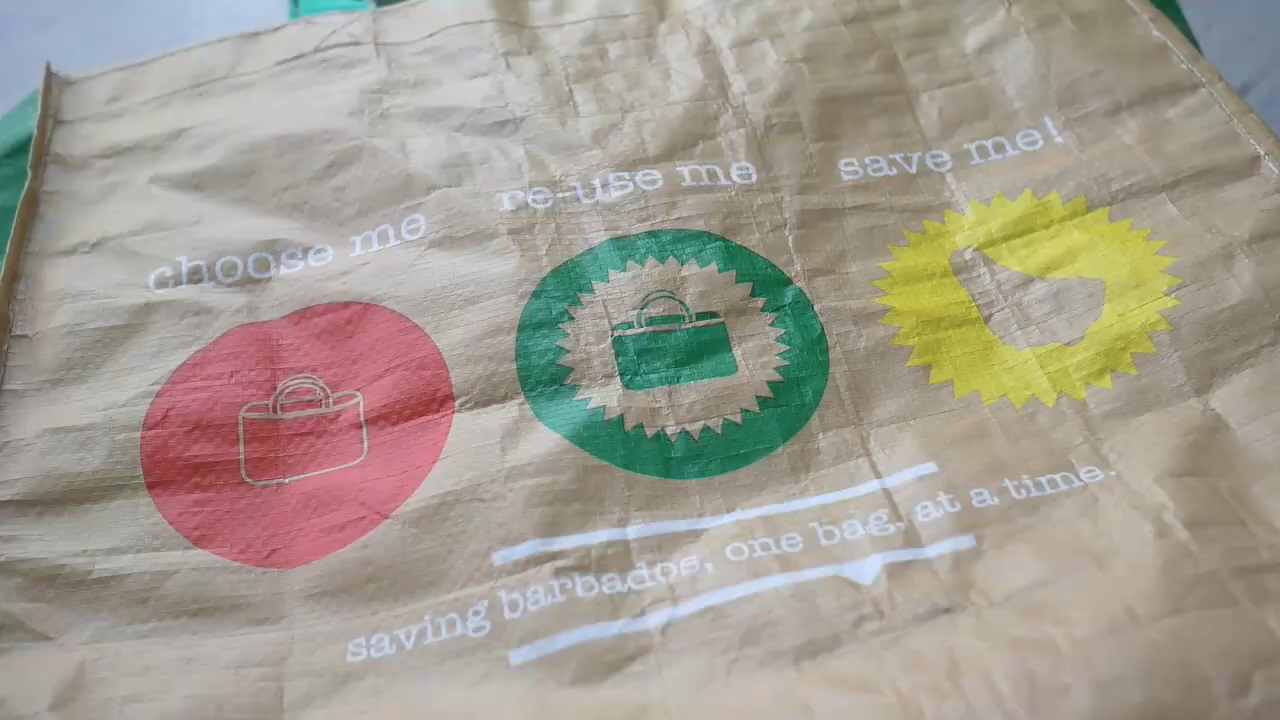 choose me
re-use me
save me!
saving barbados, one bag, at a time.